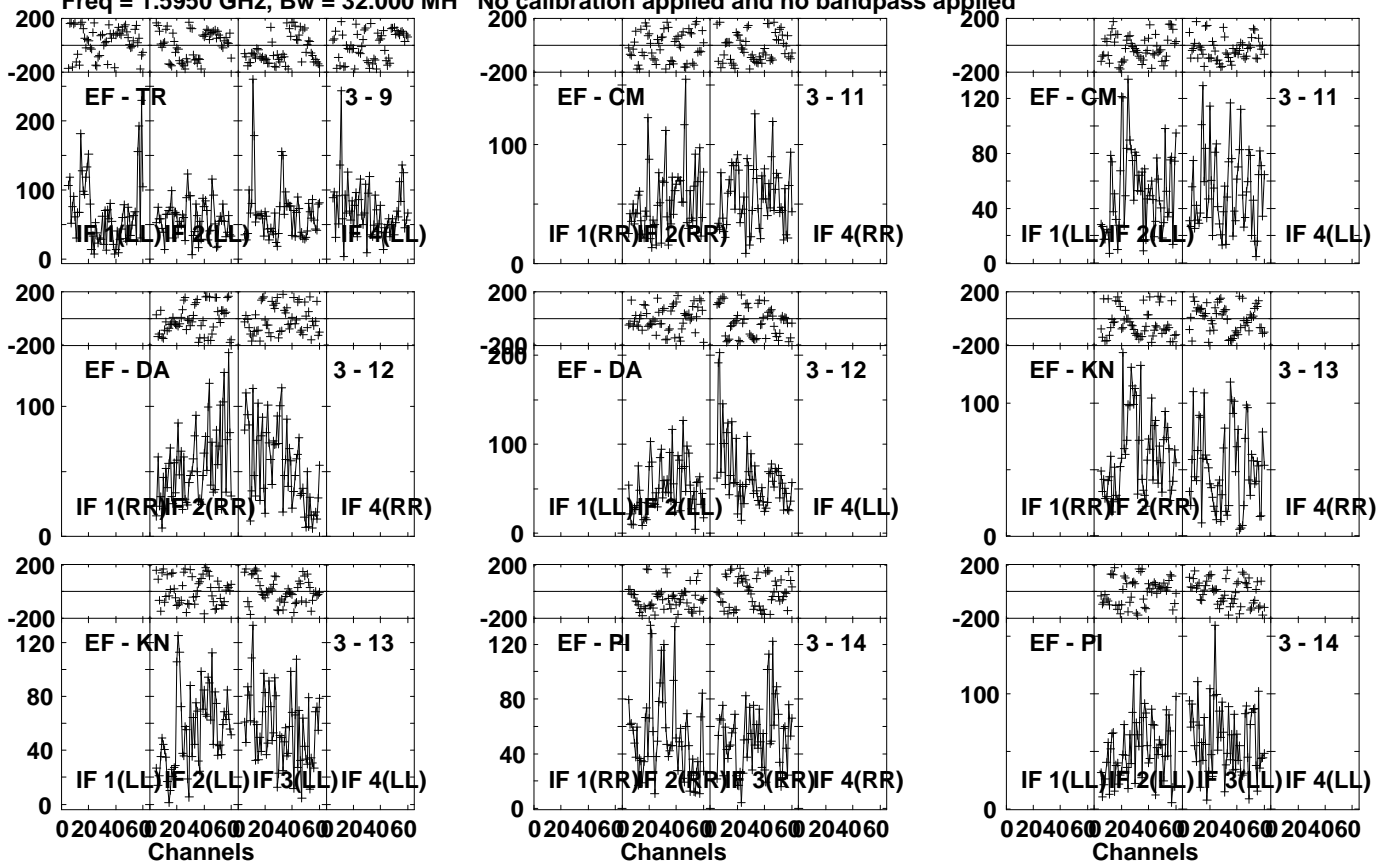 Freq = 1.5950 GHz, Bw = 32.000 MH No calibration applied and no bandpass applied
200
-200
EF - TR 3 - 9
200
100
0
IF 1(LL) IF 2(LL) IF 4(LL)
200
-200
EF - CM 3 - 11
100
0
IF 1(RR) IF 2(RR) IF 4(RR)
200
-200
EF - CM 3 - 11
120
80
40
0
IF 1(LL) IF 2(LL) IF 4(LL)
200
-200
EF - DA 3 - 12
100
0
IF 1(RR) IF 2(RR) IF 4(RR)
200
-200
200
EF - DA 3 - 12
100
0
IF 1(LL) IF 2(LL) IF 4(LL)
200
-200
EF - KN 3 - 13
100
0
IF 1(RR) IF 2(RR) IF 4(RR)
200
-200
EF - KN 3 - 13
120
80
40
0
IF 1(LL) IF 2(LL) IF 3(LL) IF 4(LL)
0 20 40 60 0 20 40 60 0 20 40 60 0 20 40 60
Channels
200
-200
EF - PI 3 - 14
120
80
40
0
IF 1(RR) IF 2(RR) IF 3(RR) IF 4(RR)
0 20 40 60 0 20 40 60 0 20 40 60 0 20 40 60
Channels
200
-200
EF - PI 3 - 14
100
0
IF 1(LL) IF 2(LL) IF 3(LL) IF 4(LL)
0 20 40 60 0 20 40 60 0 20 40 60 0 20 40 60
Channels